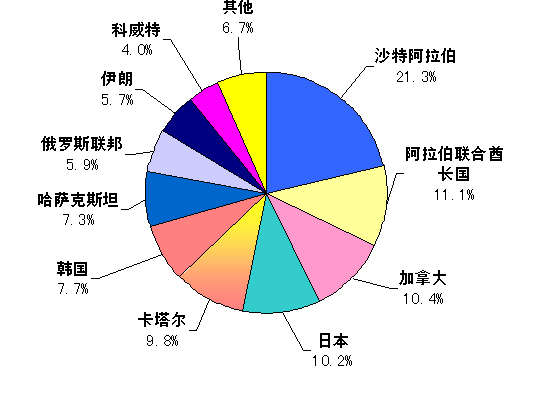 其他
6.7%
科威特
4.0%
沙特阿拉伯
21.3%
伊朗
5.7%
俄罗斯联邦
5.9%
阿拉伯联合酋
长国
11.1%
哈萨克斯坦
7.3%
韩国
7.7%
加拿大
10.4%
卡塔尔
9.8%
日本
10.2%